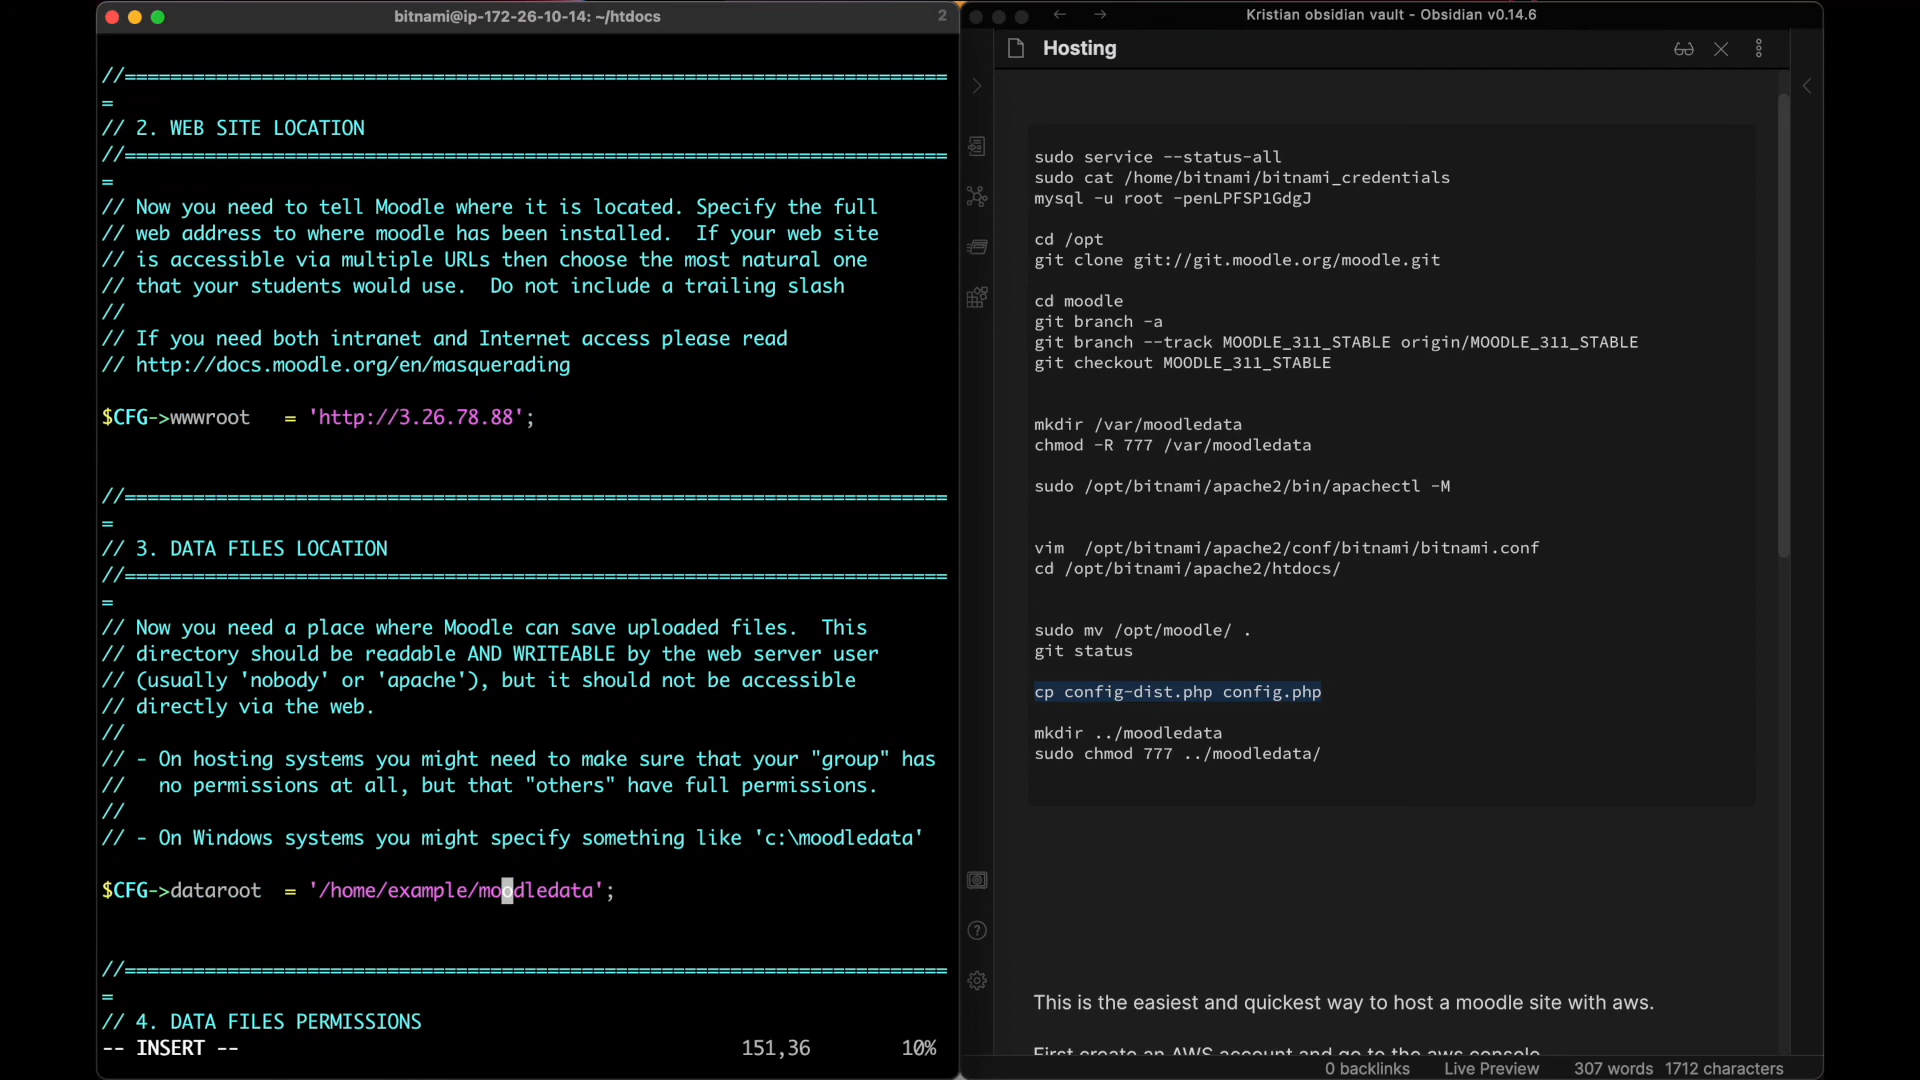 bitnami@ip-172-26-10-14: ~/htdocs
2
//========================================================================
=
// 2. WEB SITE LOCATION
//========================================================================
=
// Now you need to tell Moodle where it is located. Specify the full
// web address to where moodle has been installed.  If your web site
// is accessible via multiple URLs then choose the most natural one
// that your students would use.  Do not include a trailing slash
//
// If you need both intranet and Internet access please read
// http://docs.moodle.org/en/masquerading
$CFG->wwwroot   = 'http://3.26.78.88';
//========================================================================
=
// 3. DATA FILES LOCATION
//========================================================================
=
// Now you need a place where Moodle can save uploaded files.  This
// directory should be readable AND WRITEABLE by the web server user
// (usually 'nobody' or 'apache'), but it should not be accessible
// directly via the web.
//
// - On hosting systems you might need to make sure that your "group" has
//   no permissions at all, but that "others" have full permissions.
//
// - On Windows systems you might specify something like 'c:\moodledata'
$CFG->dataroot  = '/home/example/moodledata';
//========================================================================
=
// 4. DATA FILES PERMISSIONS
-- INSERT --
151,36
10%
Kristian obsidian vault - Obsidian v0.14.6
Hosting
sudo service --status-all
sudo cat /home/bitnami/bitnami_credentials
mysql -u root -penLPFSP1GdgJ
cd /opt
git clone git://git.moodle.org/moodle.git
cd moodle
git branch -a
git branch --track MOODLE_311_STABLE origin/MOODLE_311_STABLE
git checkout MOODLE_311_STABLE
mkdir /var/moodledata
chmod -R 777 /var/moodledata
sudo /opt/bitnami/apache2/bin/apachectl -M
vim  /opt/bitnami/apache2/conf/bitnami/bitnami.conf
cd /opt/bitnami/apache2/htdocs/
sudo mv /opt/moodle/ .
git status
cp config-dist.php config.php
mkdir ../moodledata
sudo chmod 777 ../moodledata/
This is the easiest and quickest way to host a moodle site with aws.
First create an AWS account and go to the aws console
0 backlinks
Live Preview
307 words
1712 characters